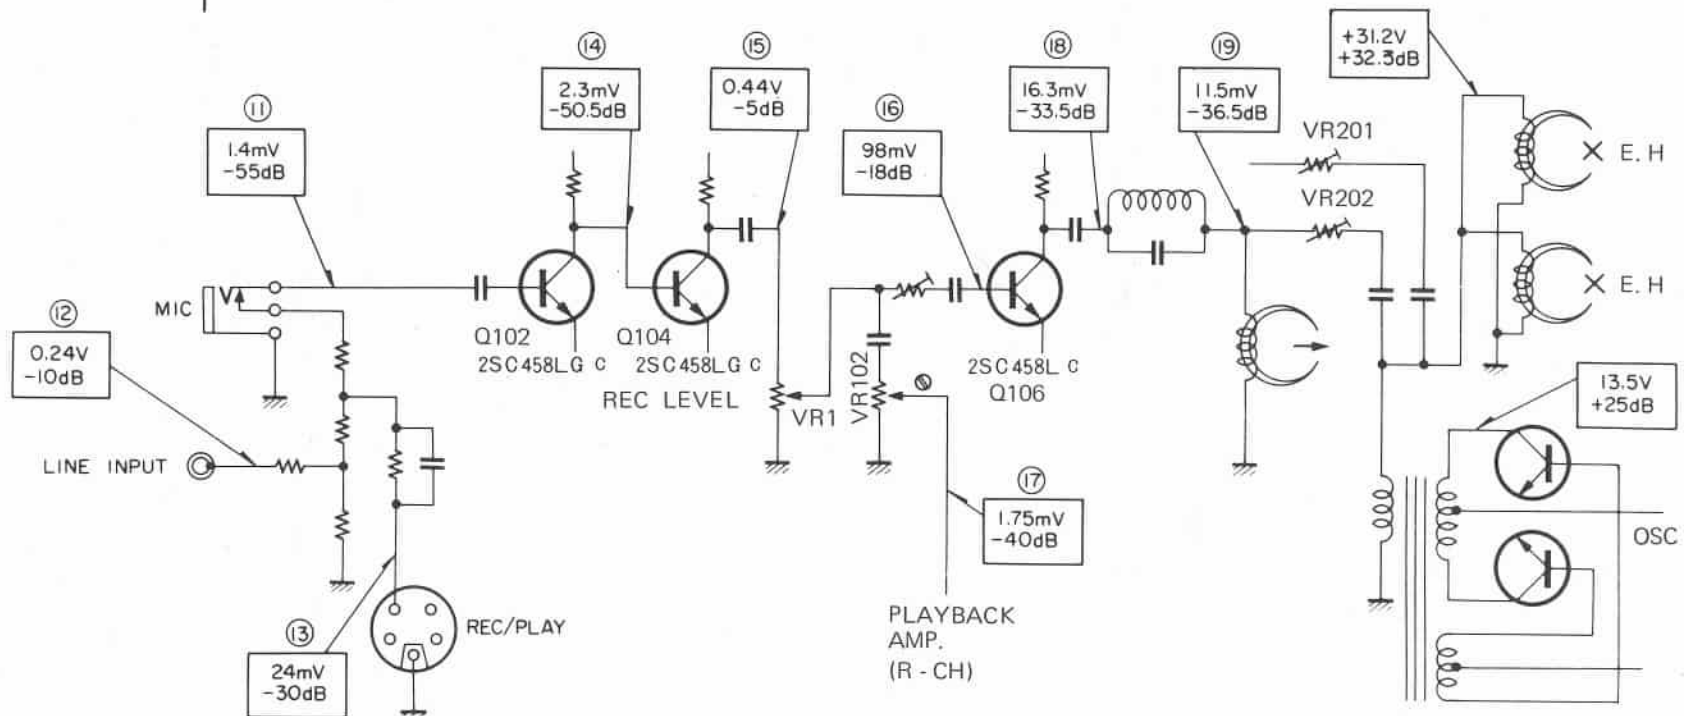 ⑪
1.4mV
-55dB
⑭
2.3mV
-50.5dB
⑮
0.44V
-5dB
⑯
98mV
-18dB
⑱
16.3mV
-33.5dB
⑲
11.5mV
-36.5dB
+31.2V
+32.3dB
VR201
VR202
E.H
E.H
MIC
⑫
0.24V
-10dB
Q102
2SC458LG C
Q104
2SC458LG C
REC LEVEL
VR1
VR102
2SC458L C
Q106
13.5V
+25dB
LINE INPUT
⑰
1.75mV
-40dB
OSC
PLAYBACK
AMP.
(R-CH)
REC/PLAY
⑬
24mV
-30dB